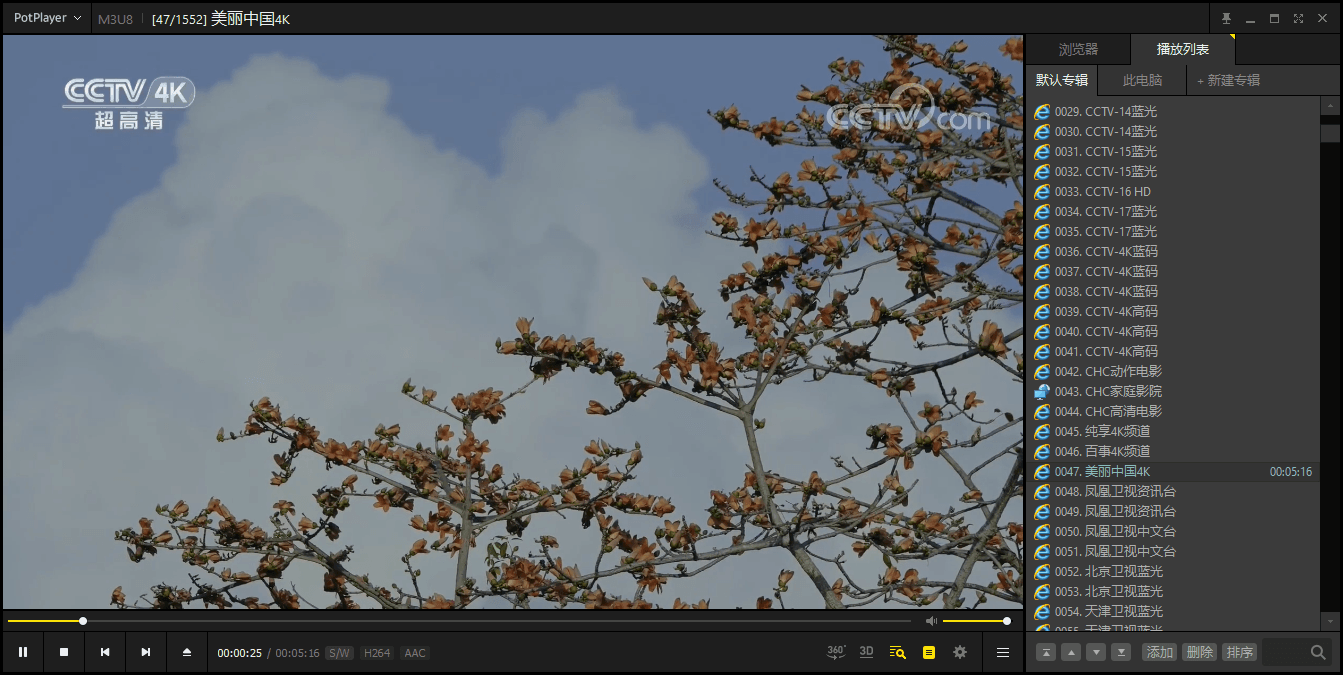 PotPlayer
M3U8
[47/1552] 美丽中国4K
CCTV 4K
超高清
CCTV.com
浏览器
播放列表
默认专辑
此电脑
+ 新建专辑
0029. CCTV-14蓝光
0030. CCTV-14蓝光
0031. CCTV-15蓝光
0032. CCTV-15蓝光
0033. CCTV-16 HD
0034. CCTV-17蓝光
0035. CCTV-17蓝光
0036. CCTV-4K蓝码
0037. CCTV-4K蓝码
0038. CCTV-4K蓝码
0039. CCTV-4K高码
0040. CCTV-4K高码
0041. CCTV-4K高码
0042. CHC动作电影
0043. CHC家庭影院
0044. CHC高清电影
0045. 纯享4K频道
0046. 百事4K频道
0047. 美丽中国4K 00:05:16
0048. 凤凰卫视资讯台
0049. 凤凰卫视资讯台
0050. 凤凰卫视中文台
0051. 凤凰卫视中文台
0052. 北京卫视蓝光
0053. 北京卫视蓝光
0054. 天津卫视蓝光
0055. 天津卫视蓝光
00:00:25 / 00:05:16 S/W H264 AAC
360°
3D
添加
删除
排序